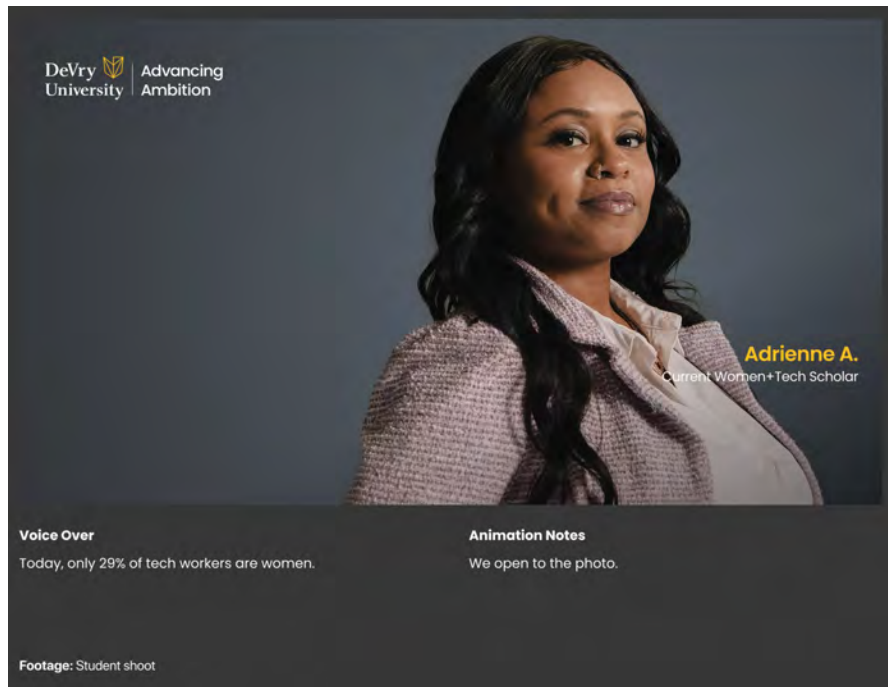 DeVry
University
Advancing
Ambition
Adrienne A.
Current Women+Tech Scholar
Voice Over
Today, only 29% of tech workers are women.
Animation Notes
We open to the photo.
Footage: Student shoot